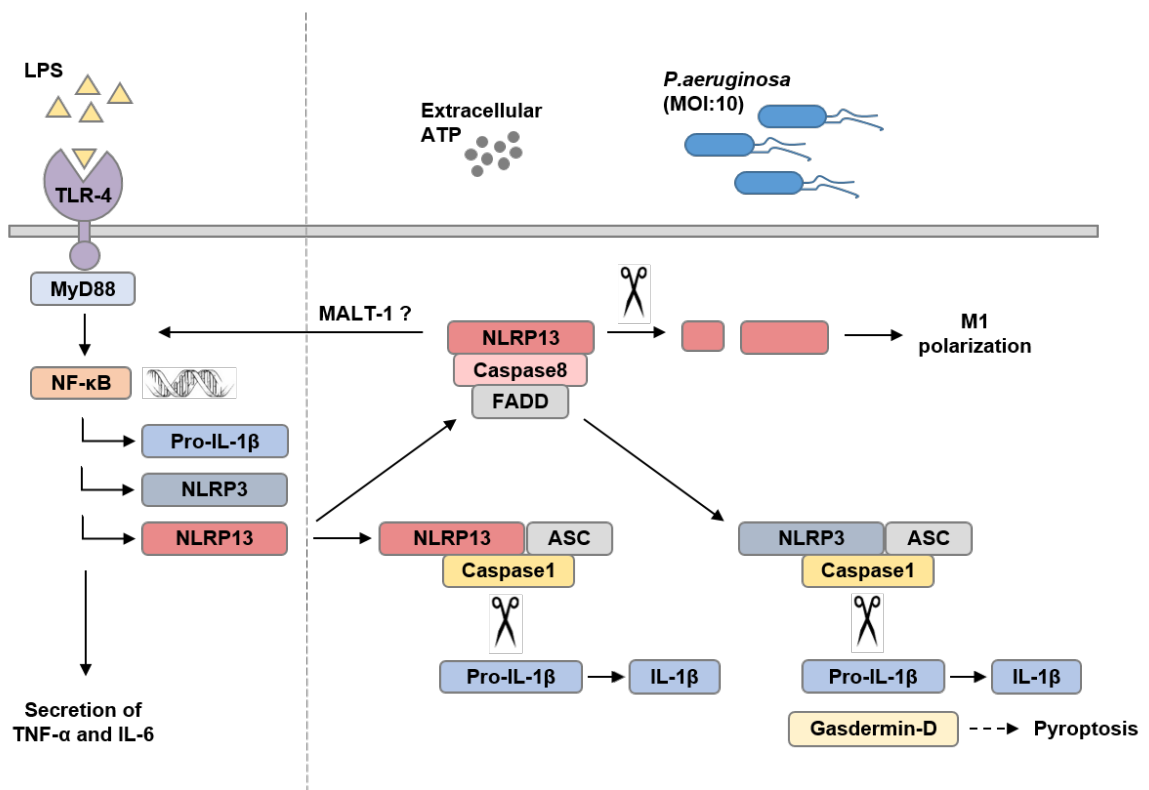 LPS
TLR-4
MyD88
NF-κB
Pro-IL-1β
NLRP3
NLRP13
Secretion of
TNF-α and IL-6
Extracellular
ATP
P.aeruginosa
(MOI:10)
MALT-1 ?
NLRP13
Caspase8
FADD
M1
polarization
NLRP13
ASC
Caspase1
Pro-IL-1β
IL-1β
NLRP3
ASC
Caspase1
Pro-IL-1β
IL-1β
Gasdermin-D
Pyroptosis